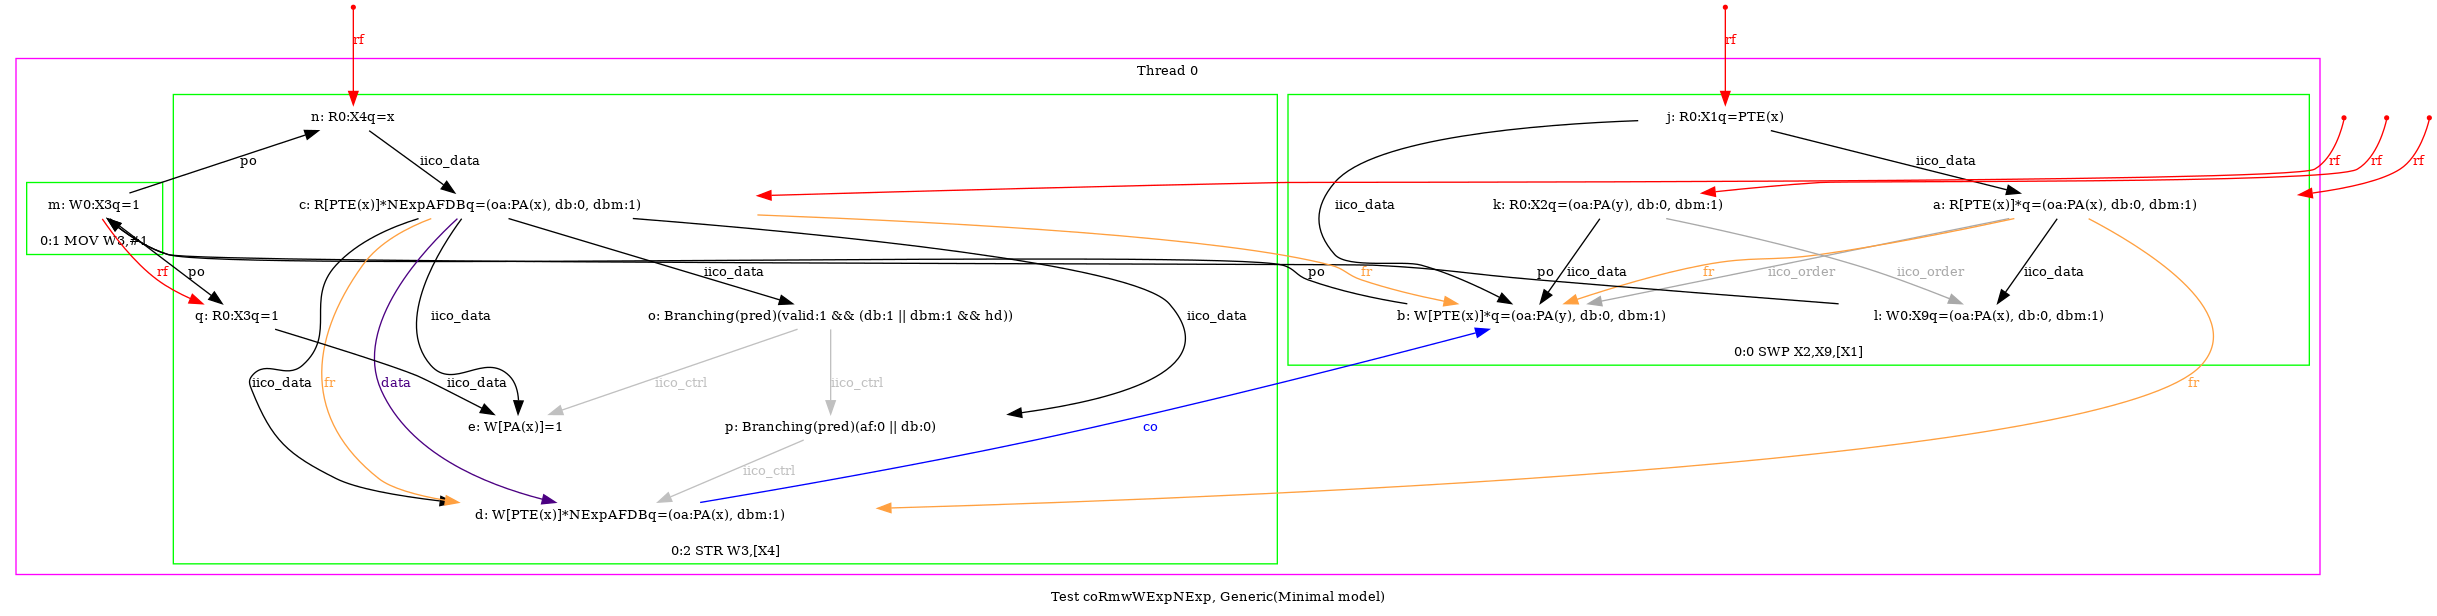 rf
rf
Thread 0
n: R0:X4q=x
j: R0:X1q=PTE(x)
po
iico_data
iico_data
rf
rf
rf
m: W0:X3q=1
c: R[PTE(x)]*NExpAFDBq=(oa:PA(x), db:0, dbm:1)
iico_data
k: R0:X2q=(oa:PA(y), db:0, dbm:1)
a: R[PTE(x)]*q=(oa:PA(x), db:0, dbm:1)
0:1 MOV W3,#1
rf
po
iico_data
po
fr
po
iico_data
fr
iico_order
iico_order
iico_data
q: R0:X3q=1
iico_data
o: Branching(pred)(valid:1 && (db:1 || dbm:1 && hd))
iico_data
b: W[PTE(x)]*q=(oa:PA(y), db:0, dbm:1)
l: W0:X9q=(oa:PA(x), db:0, dbm:1)
0:0 SWP X2,X9,[X1]
iico_data
fr
data
iico_data
iico_ctrl
iico_ctrl
fr
e: W[PA(x)]=1
p: Branching(pred)(af:0 || db:0)
co
iico_ctrl
d: W[PTE(x)]*NExpAFDBq=(oa:PA(x), dbm:1)
0:2 STR W3,[X4]
Test coRmwWExpNExp, Generic(Minimal model)